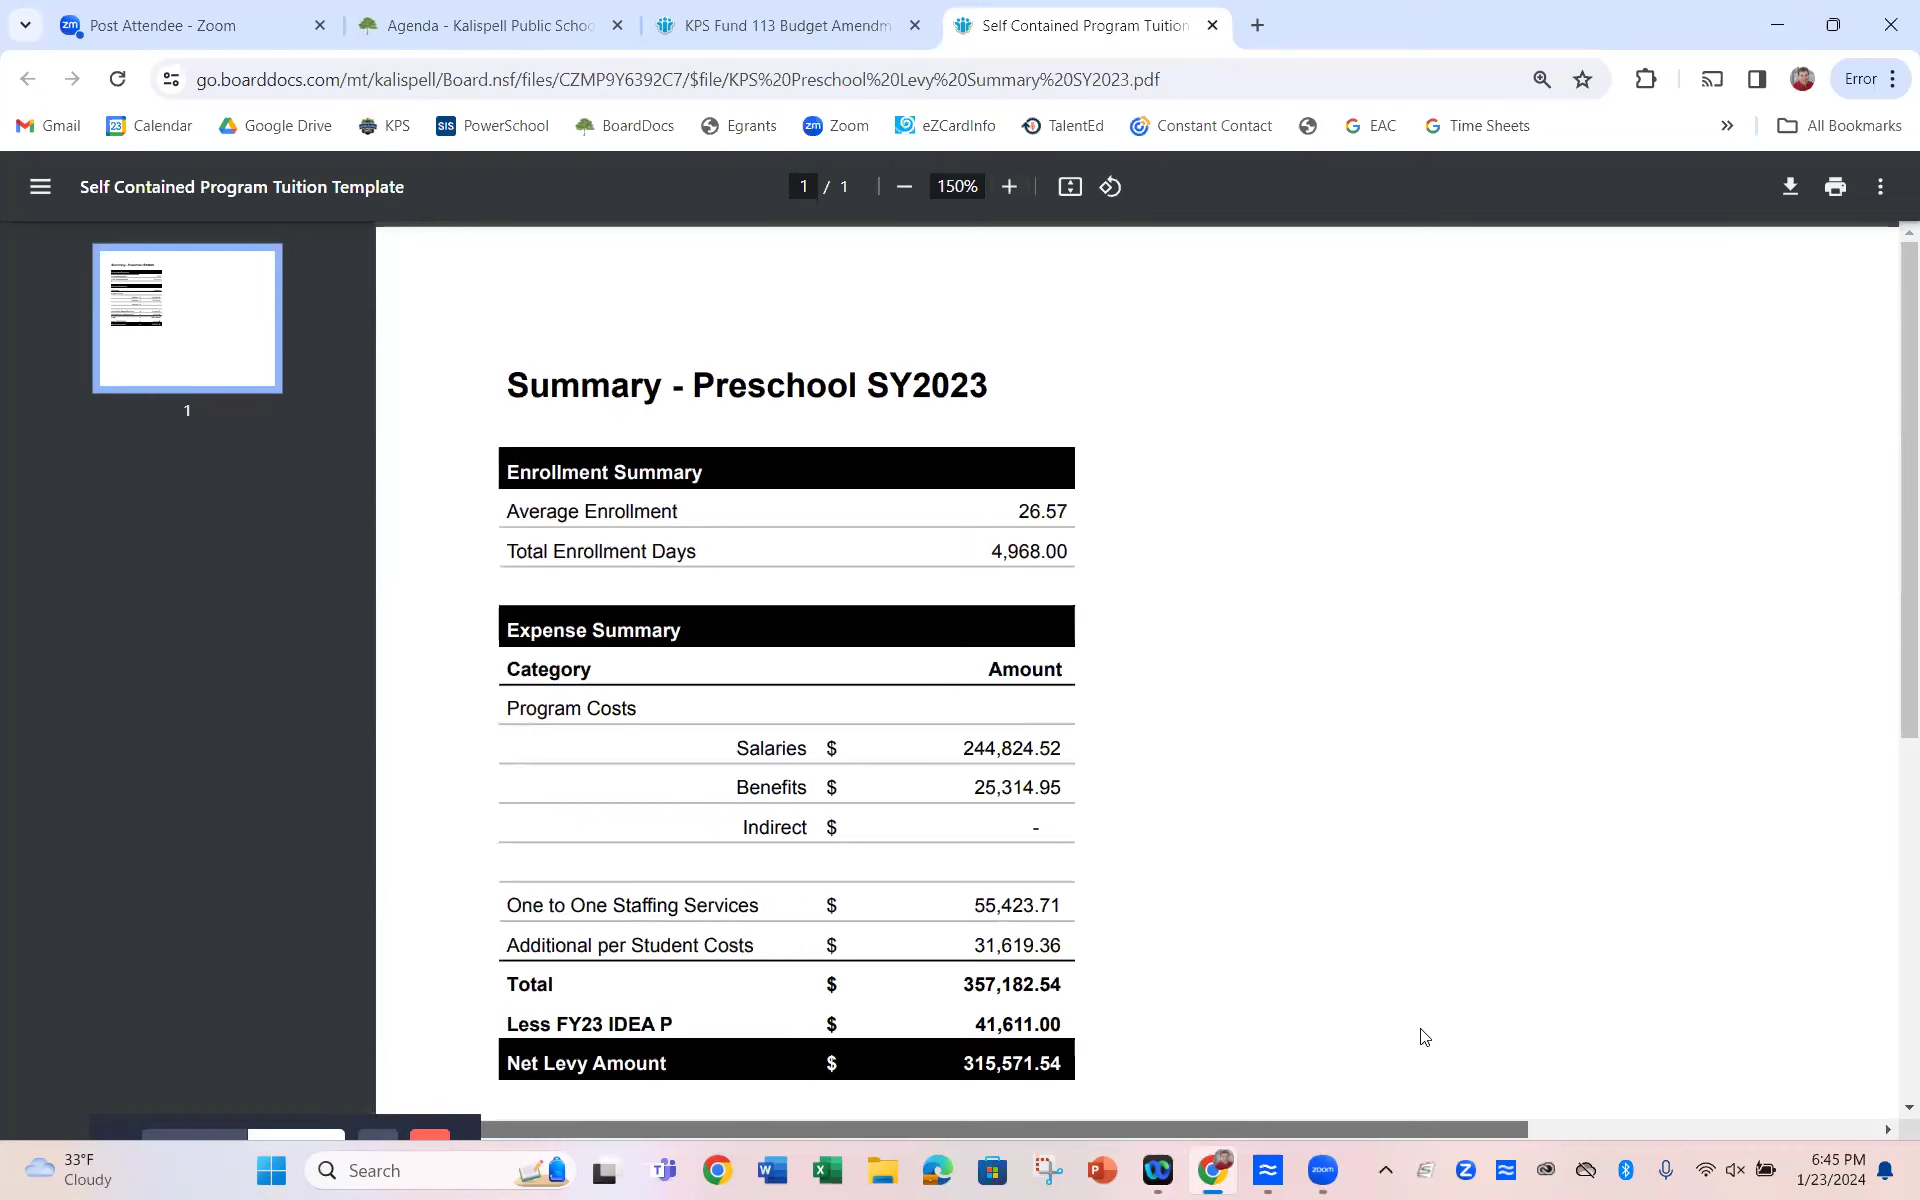 Post Attendee - Zoom
Agenda - Kalispell Public Schoo
KPS Fund 113 Budget Amendm
Self Contained Program Tuition
go.boarddocs.com/mt/kalispell/Board.nsf/files/CZMP9Y6392C7/$file/KPS%20Preschool%20Levy%20Summary%20SY2023.pdf
Error
Gmail
Calendar
Google Drive
KPS
PowerSchool
BoardDocs
Egrants
Zoom
eZCardInfo
TalentEd
Constant Contact
EAC
Time Sheets
All Bookmarks
Self Contained Program Tuition Template
1 / 1
150%
1
Summary - Preschool SY2023
Enrollment Summary
Average Enrollment 26.57
Total Enrollment Days 4,968.00
Expense Summary
Category Amount
Program Costs
Salaries $ 244,824.52
Benefits $ 25,314.95
Indirect $ -
One to One Staffing Services $ 55,423.71
Additional per Student Costs $ 31,619.36
Total $ 357,182.54
Less FY23 IDEA P $ 41,611.00
Net Levy Amount $ 315,571.54
33°F
Cloudy
Search
6:45 PM
1/23/2024